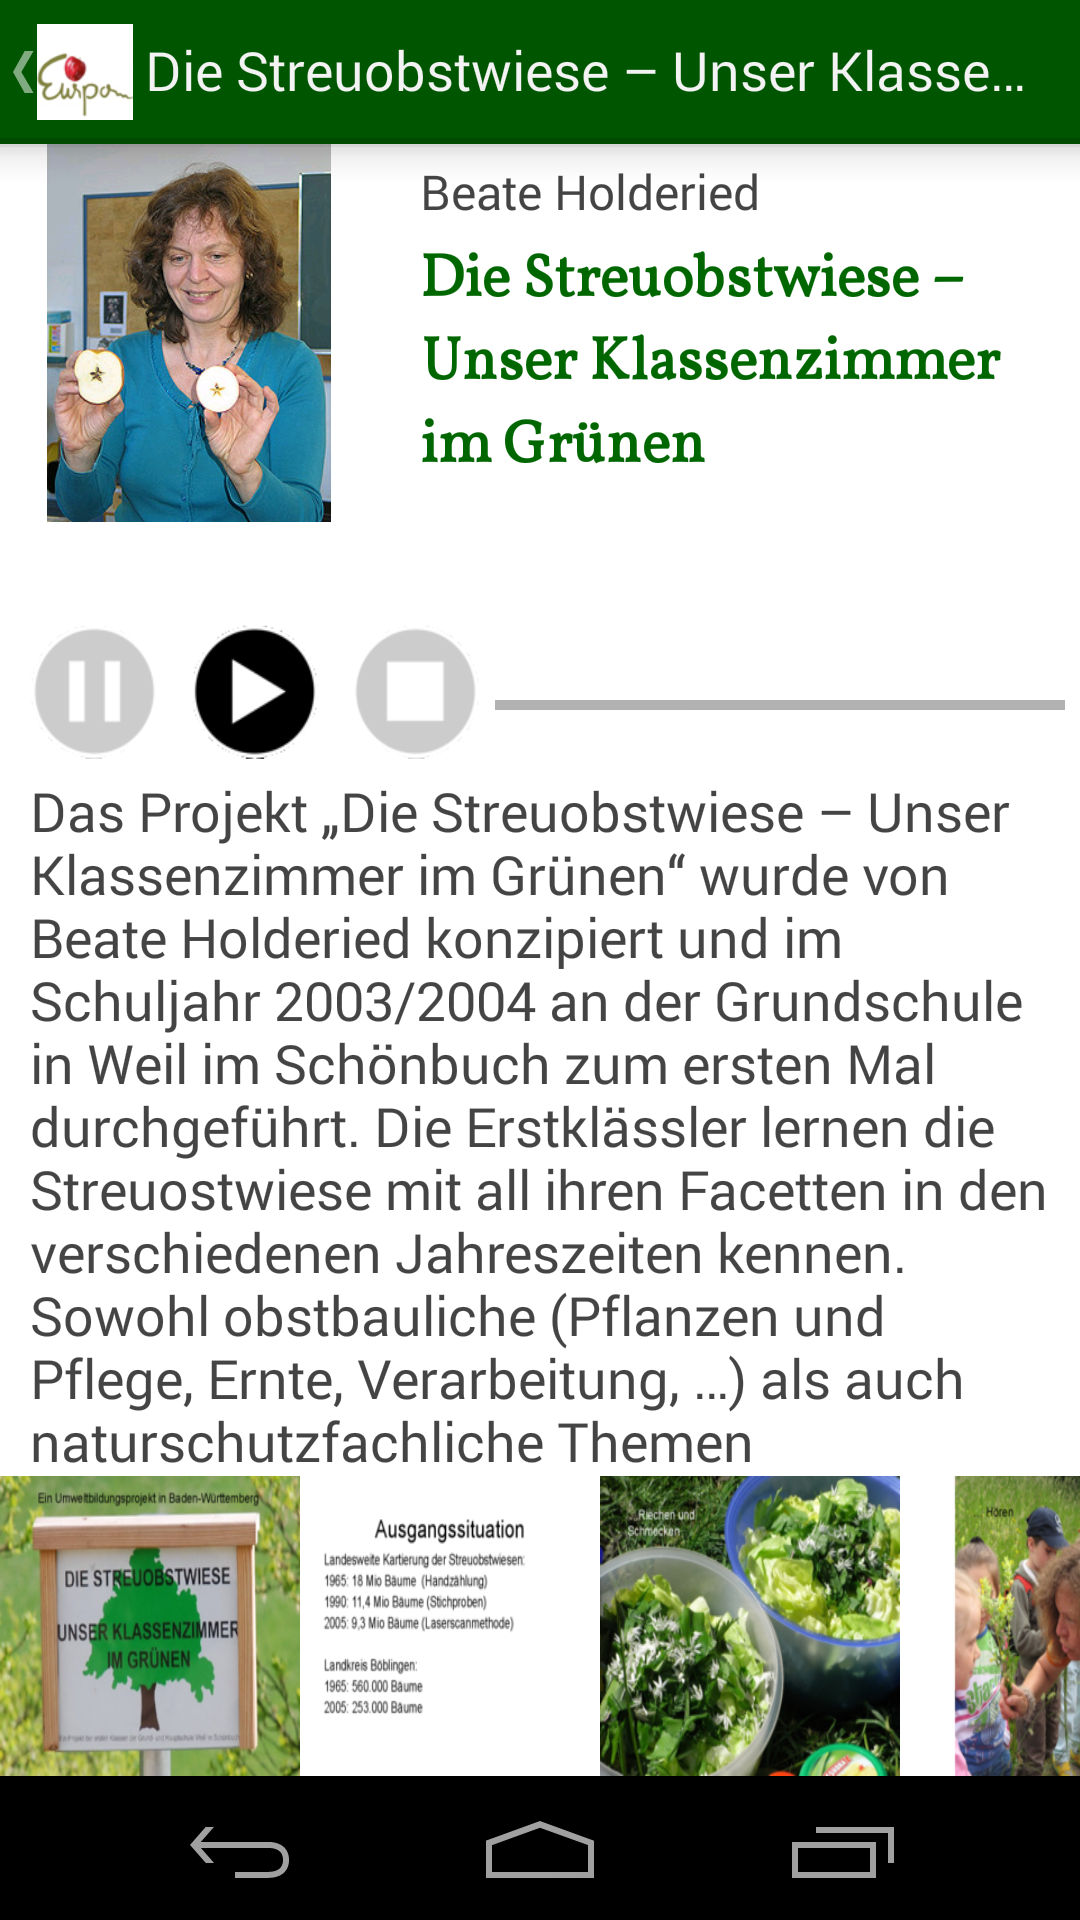 Eurpom
Die Streuobstwiese – Unser Klasse...
Beate Holderied
Die Streuobstwiese –
Unser Klassenzimmer
im Grünen
Das Projekt „Die Streuobstwiese – Unser
Klassenzimmer im Grünen“ wurde von
Beate Holderied konzipiert und im
Schuljahr 2003/2004 an der Grundschule
in Weil im Schönbuch zum ersten Mal
durchgeführt. Die Erstklässler lernen die
Streuostwiese mit all ihren Facetten in den
verschiedenen Jahreszeiten kennen.
Sowohl obstbauliche (Pflanzen und
Pflege, Ernte, Verarbeitung, ...) als auch
naturschutzfachliche Themen
Ein Umweltbildungsprojekt in Baden-Württemberg
DIE STREUOBSTWIESE
UNSER KLASSENZIMMER
IM GRÜNEN
Ausgangssituation
Landesweite Kartierung der Streuobstwiesen:
1965: 18 Mio Bäume (Handzählung)
1990: 11,4 Mio Bäume (Stichproben)
2005: 9,3 Mio Bäume (Laserscanmethode)
Landkreis Böblingen:
1965: 560.000 Bäume
2005: 253.000 Bäume
...Riechen und
Schmecken
...Hören